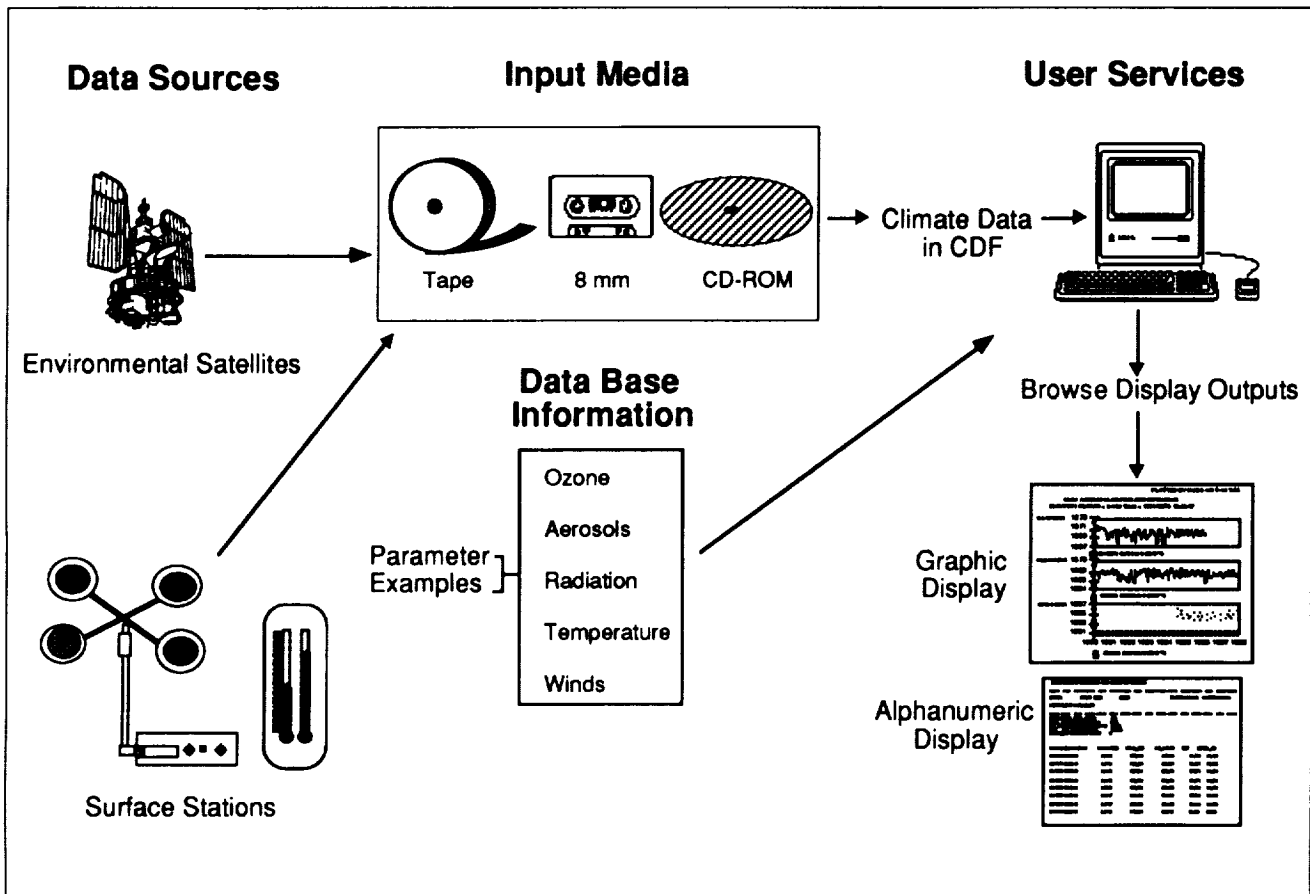 Data Sources
Input Media
User Services
Tape
8 mm
CD-ROM
Climate Data
in CDF
Environmental Satellites
Browse Display Outputs
Data Base
Information
Ozone
Aerosols
Radiation
Temperature
Winds
Parameter
Examples
Graphic
Display
Alphanumeric
Display
Surface Stations